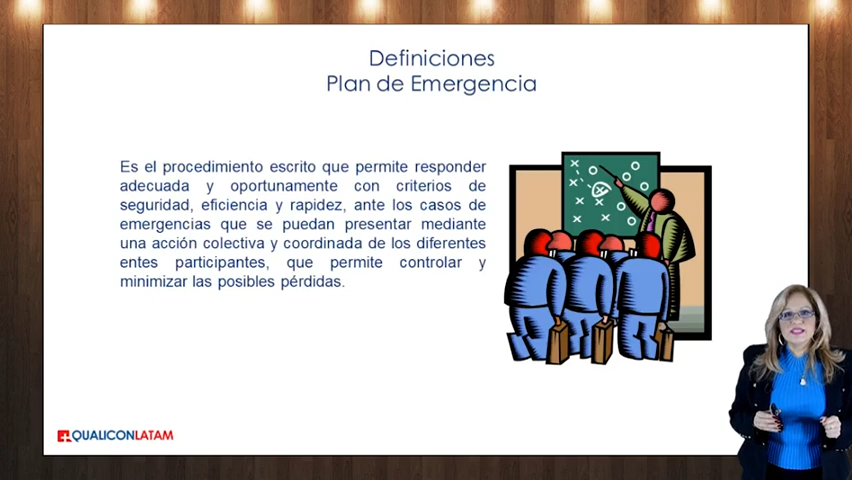 Definiciones
Plan de Emergencia
Es el procedimiento escrito que permite responder
adecuada y oportunamente con criterios de
seguridad, eficiencia y rapidez, ante los casos de
emergencias que se puedan presentar mediante
una acción colectiva y coordinada de los diferentes
entes participantes, que permite controlar y
minimizar las posibles pérdidas.
QUALICONLATAM